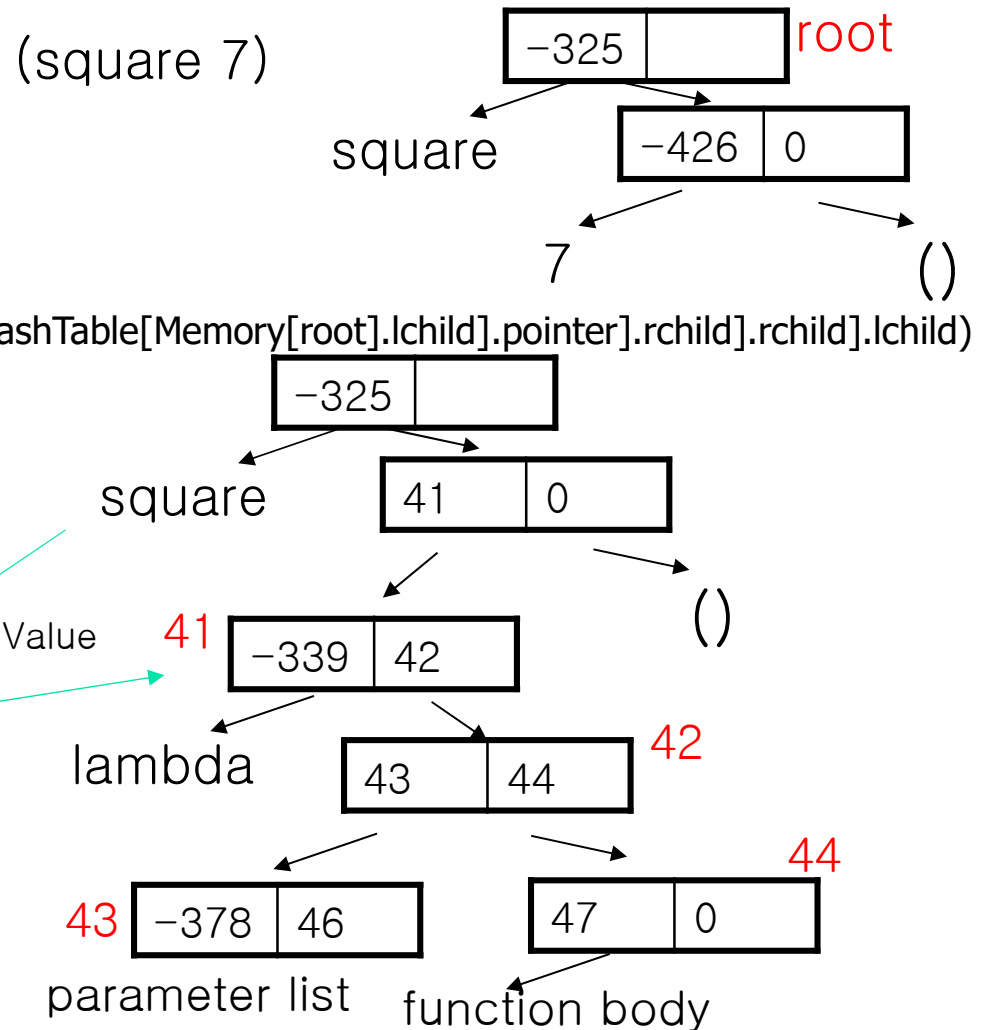 (square 7)
-325
root
square
-426 0
7
()
ashTable[Memory[root].lchild].pointer].rchild].rchild].lchild)
-325
square
41 0
()
Value
41
-339 42
lambda
42
43 44
44
43
-378 46
47 0
parameter list
function body